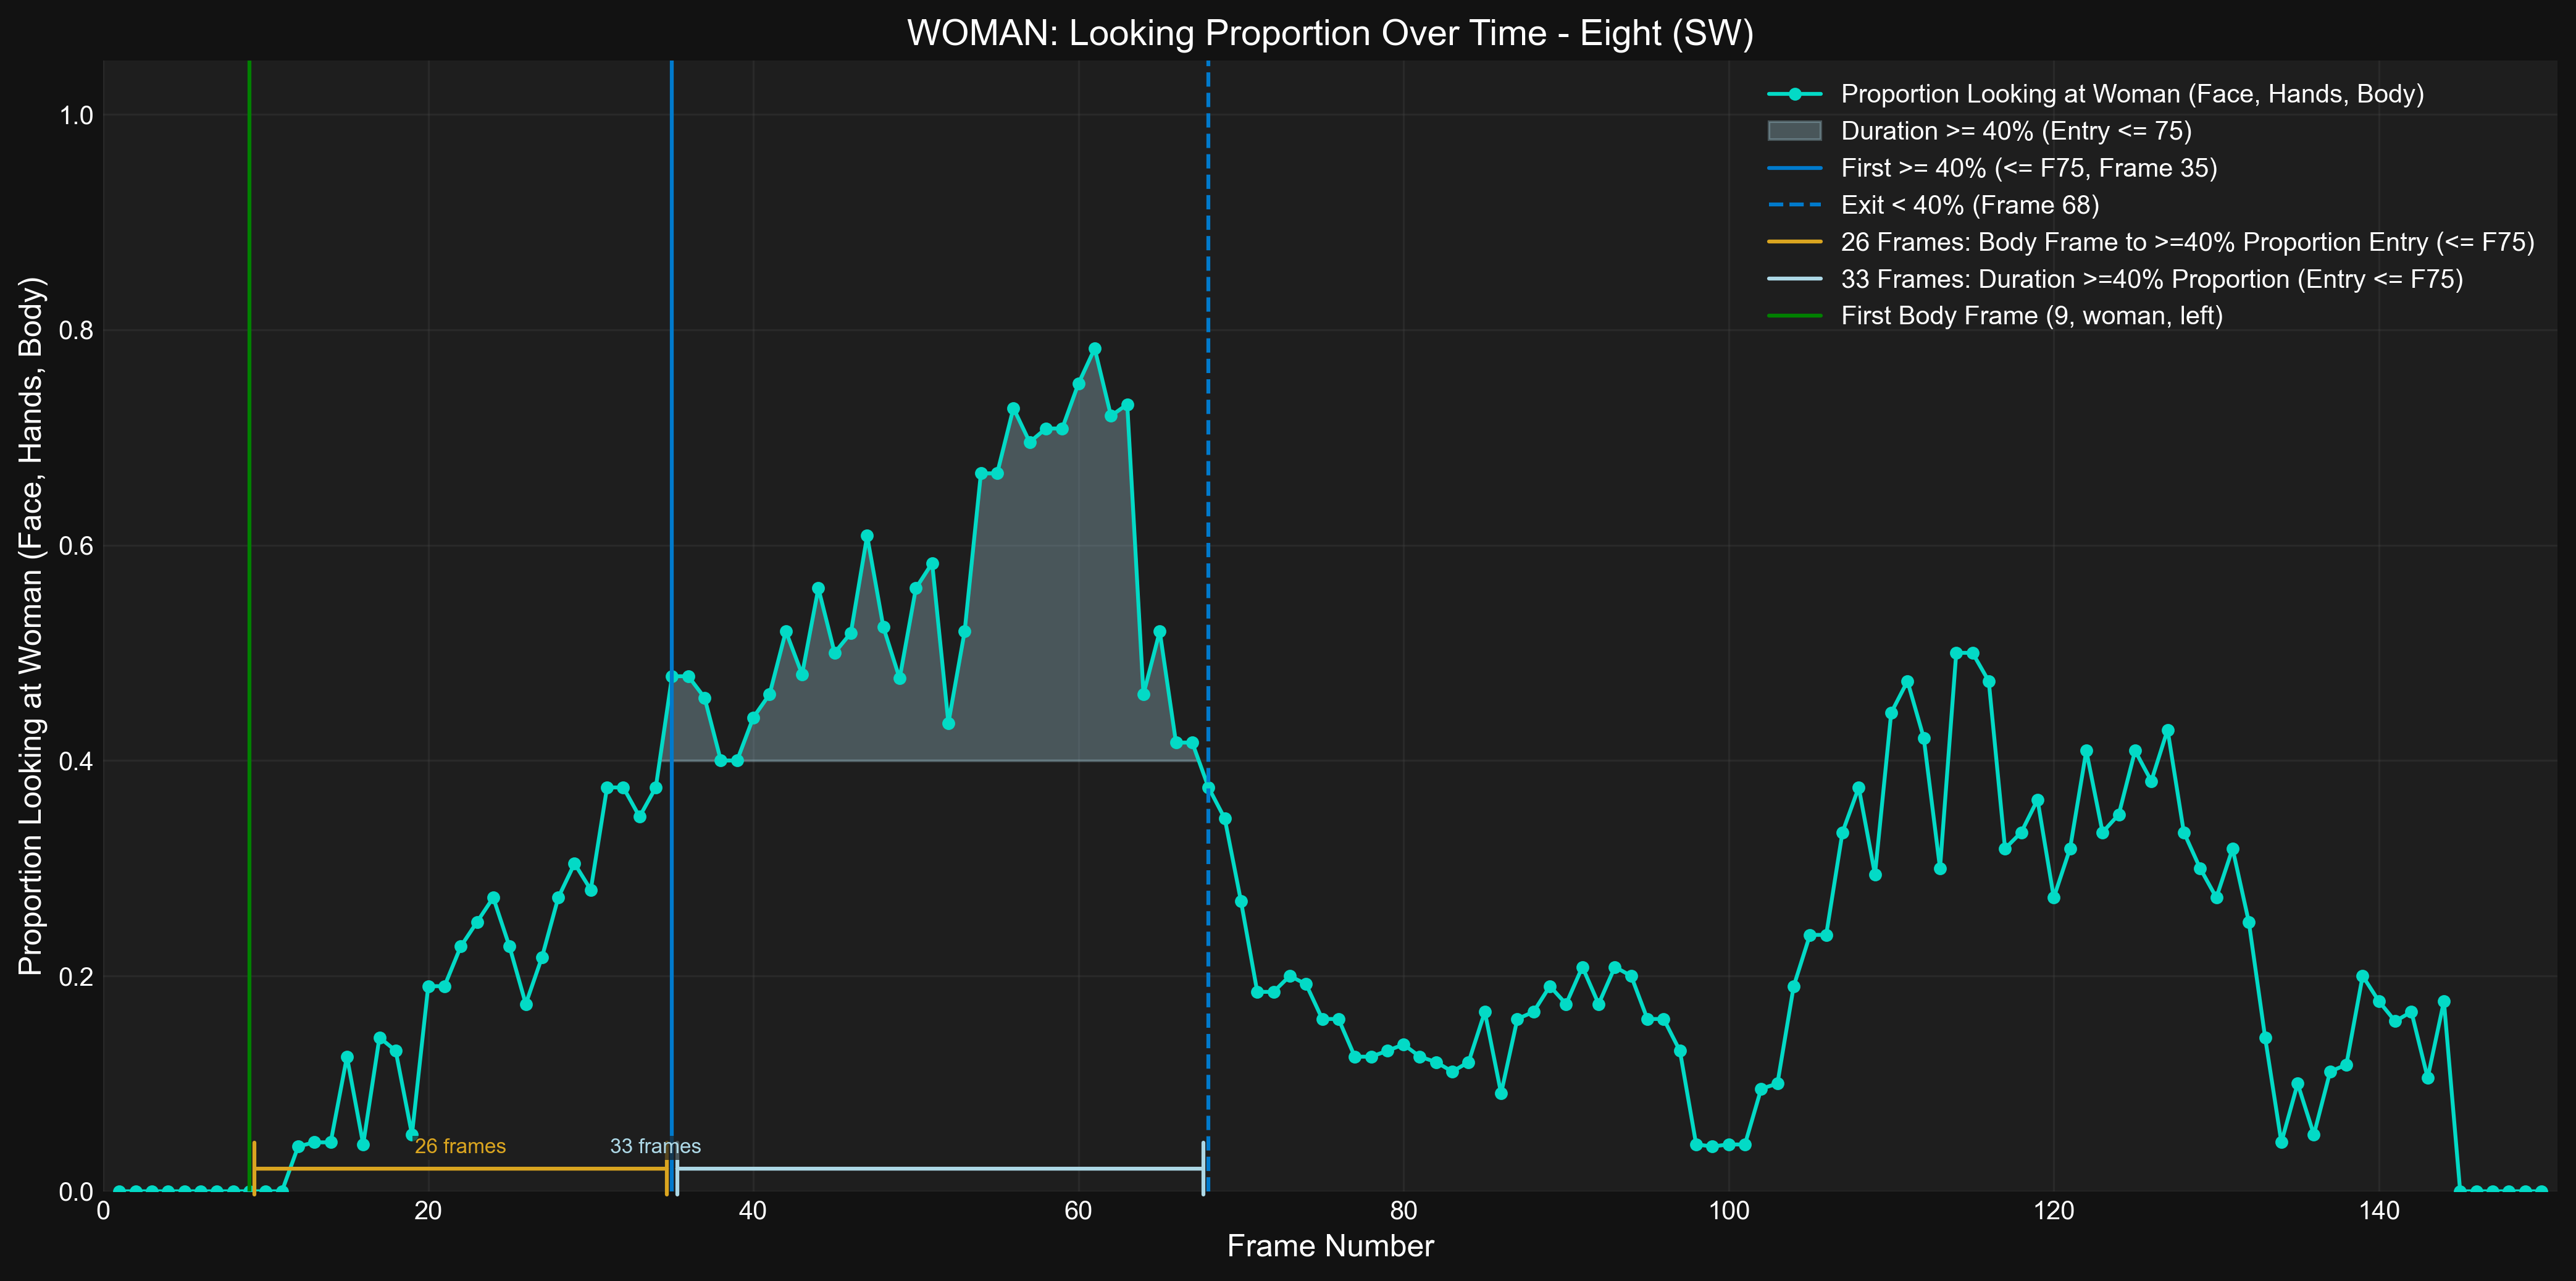 WOMAN: Looking Proportion Over Time - Eight (SW)
Proportion Looking at Woman (Face, Hands, Body)
Duration >= 40% (Entry <= 75)
First >= 40% (<= F75, Frame 35)
Exit < 40% (Frame 68)
26 Frames: Body Frame to >=40% Proportion Entry (<= F75)
33 Frames: Duration >=40% Proportion (Entry <= F75)
First Body Frame (9, woman, left)
Proportion Looking at Woman (Face, Hands, Body)
1.0
0.8
0.6
0.4
0.2
0.0
26 frames
33 frames
0
20
40
60
80
100
120
140
Frame Number